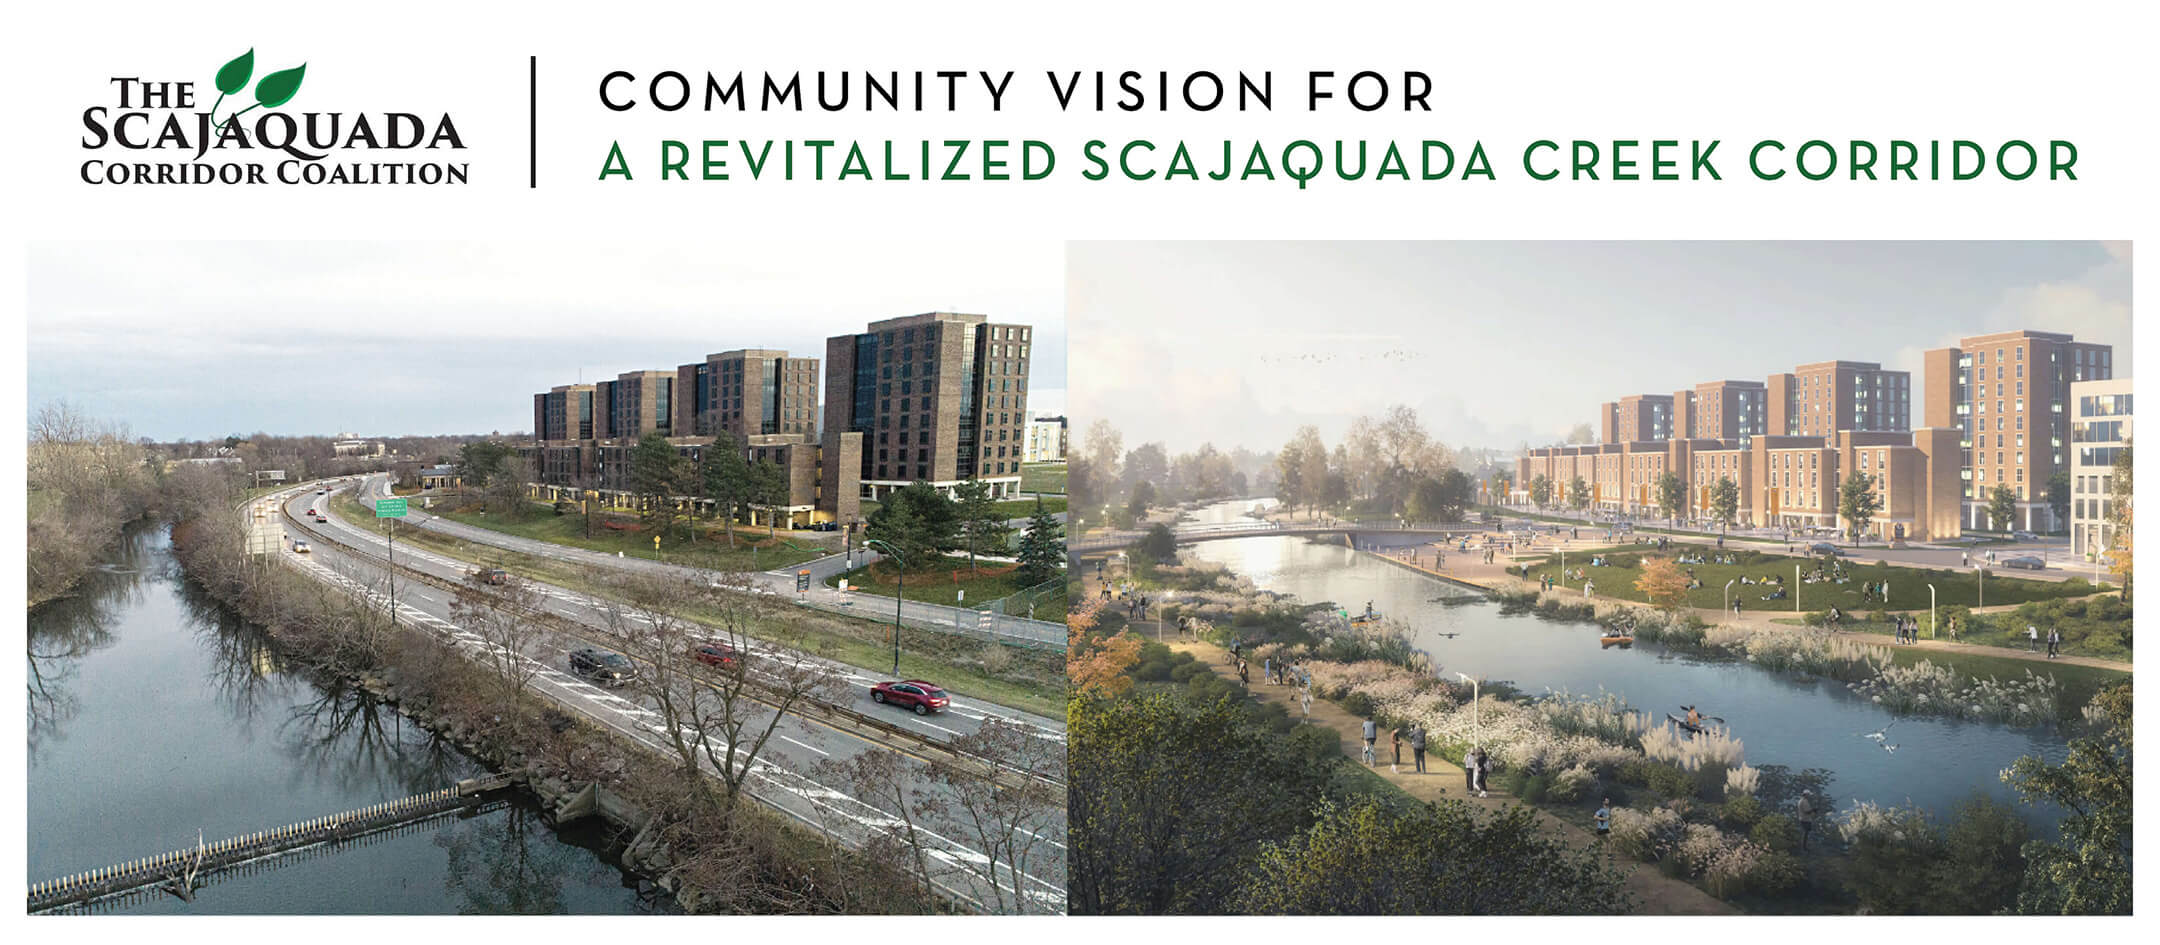 THE
SCAJAQUADA
CORRIDOR COALITION
COMMUNITY VISION FOR
A REVITALIZED SCAJAQUADA CREEK CORRIDOR